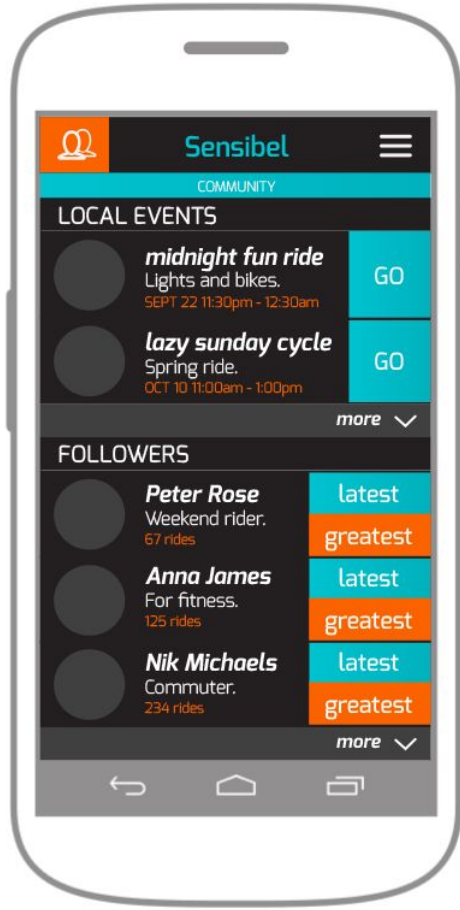 Sensibel
COMMUNITY
LOCAL EVENTS
midnight fun ride
Lights and bikes.
SEPT 22 11:30pm - 12:30am
GO
lazy sunday cycle
Spring ride.
OCT 10 11:00am - 1:00pm
GO
more
FOLLOWERS
Peter Rose
Weekend rider.
67 rides
latest
greatest
Anna James
For fitness.
125 rides
latest
greatest
Nik Michaels
Commuter.
234 rides
latest
greatest
more